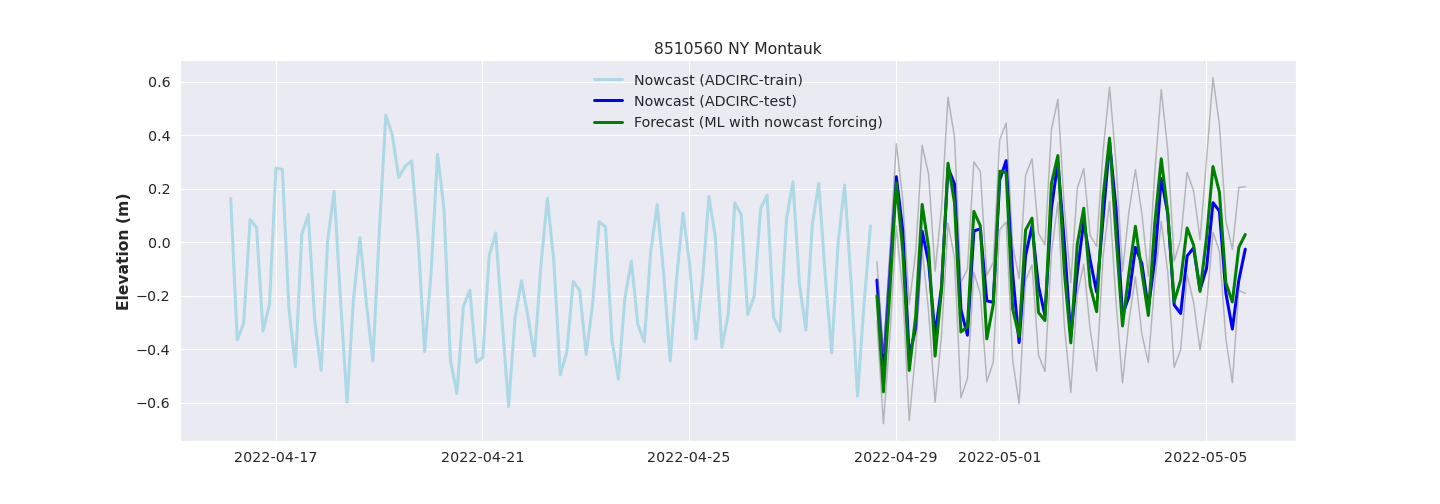 8510560 NY Montauk
Nowcast (ADCIRC-train)
Nowcast (ADCIRC-test)
Forecast (ML with nowcast forcing)
Elevation (m)
0.6
0.4
0.2
0.0
−0.2
−0.4
−0.6
2022-04-17 2022-04-21 2022-04-25 2022-04-29 2022-05-01 2022-05-05